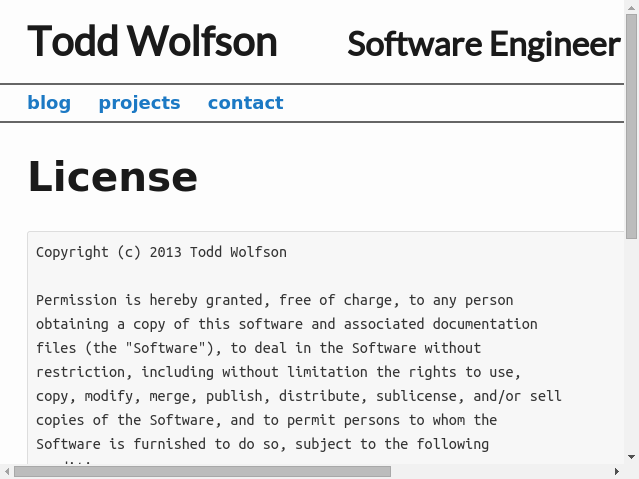 Todd Wolfson Software Engineer
blog projects contact
License
Copyright (c) 2013 Todd Wolfson
Permission is hereby granted, free of charge, to any person
obtaining a copy of this software and associated documentation
files (the "Software"), to deal in the Software without
restriction, including without limitation the rights to use,
copy, modify, merge, publish, distribute, sublicense, and/or sell
copies of the Software, and to permit persons to whom the
Software is furnished to do so, subject to the following